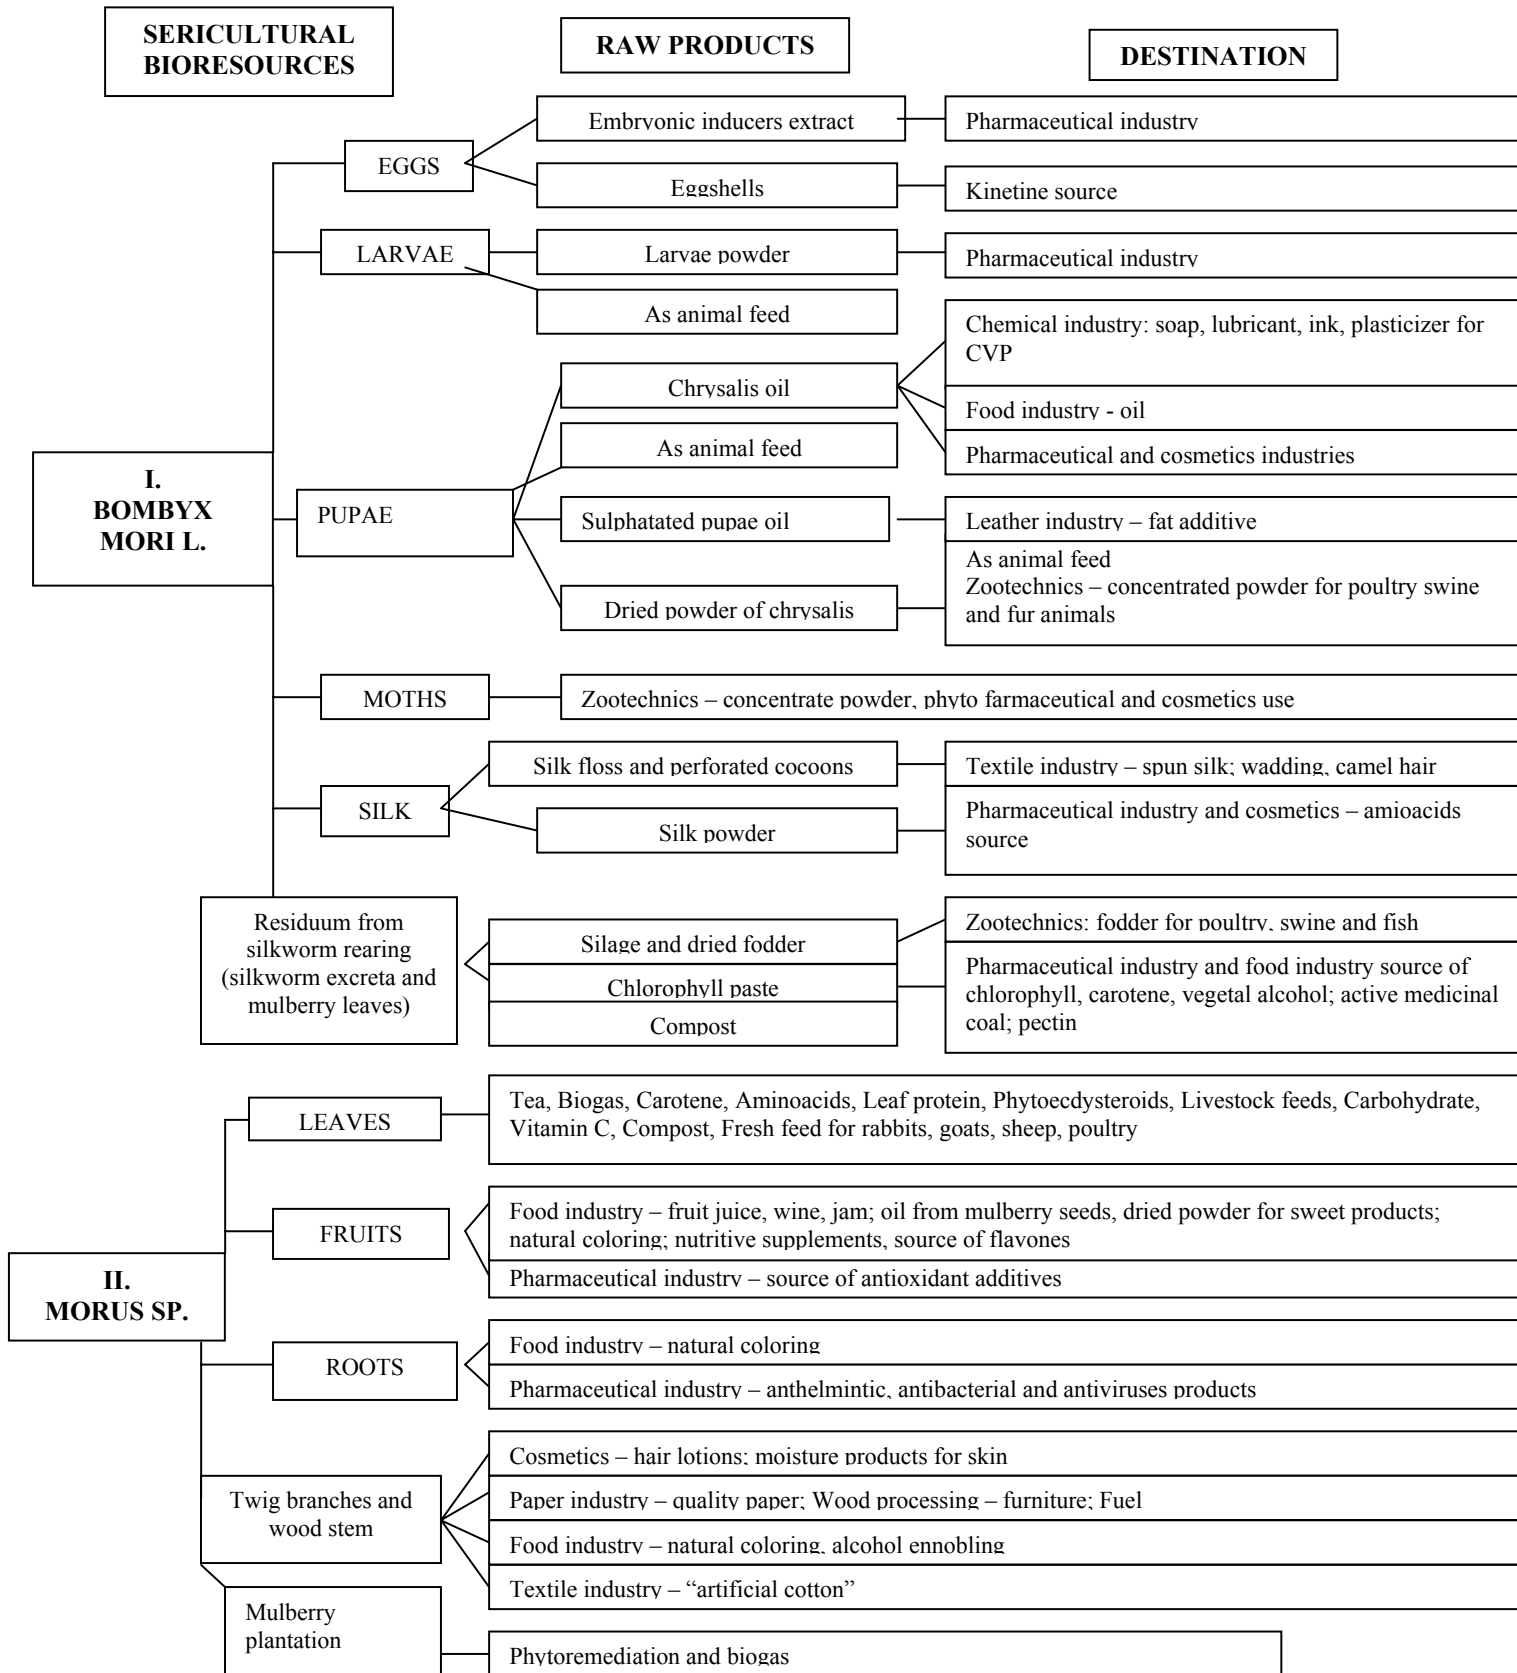 SERICULTURAL
BIORESOURCES
RAW PRODUCTS
DESTINATION
I.
BOMBYX
MORI L.
EGGS
Embryonic inducers extract
Pharmaceutical industry
Eggshells
Kinetine source
LARVAE
Larvae powder
Pharmaceutical industry
As animal feed
PUPAE
Chrysalis oil
Chemical industry: soap, lubricant, ink, plasticizer for
CVP
Food industry - oil
Pharmaceutical and cosmetics industries
As animal feed
Sulphatated pupae oil
Leather industry – fat additive
Dried powder of chrysalis
As animal feed
Zootechnics – concentrated powder for poultry swine
and fur animals
MOTHS
Zootechnics – concentrate powder, phyto farmaceutical and cosmetics use
SILK
Silk floss and perforated cocoons
Textile industry – spun silk; wadding, camel hair
Silk powder
Pharmaceutical industry and cosmetics – amioacids
source
Residuum from
silkworm rearing
(silkworm excreta and
mulberry leaves)
Silage and dried fodder
Zootechnics: fodder for poultry, swine and fish
Chlorophyll paste
Pharmaceutical industry and food industry source of
chlorophyll, carotene, vegetal alcohol; active medicinal
coal; pectin
Compost
II.
MORUS SP.
LEAVES
Tea, Biogas, Carotene, Aminoacids, Leaf protein, Phytoecdysteroids, Livestock feeds, Carbohydrate,
Vitamin C, Compost, Fresh feed for rabbits, goats, sheep, poultry
FRUITS
Food industry – fruit juice, wine, jam; oil from mulberry seeds, dried powder for sweet products;
natural coloring; nutritive supplements, source of flavones
Pharmaceutical industry – source of antioxidant additives
ROOTS
Food industry – natural coloring
Pharmaceutical industry – anthelmintic, antibacterial and antiviruses products
Twig branches and
wood stem
Cosmetics – hair lotions; moisture products for skin
Paper industry – quality paper; Wood processing – furniture; Fuel
Food industry – natural coloring, alcohol ennobling
Textile industry – “artificial cotton”
Mulberry
plantation
Phytoremediation and biogas